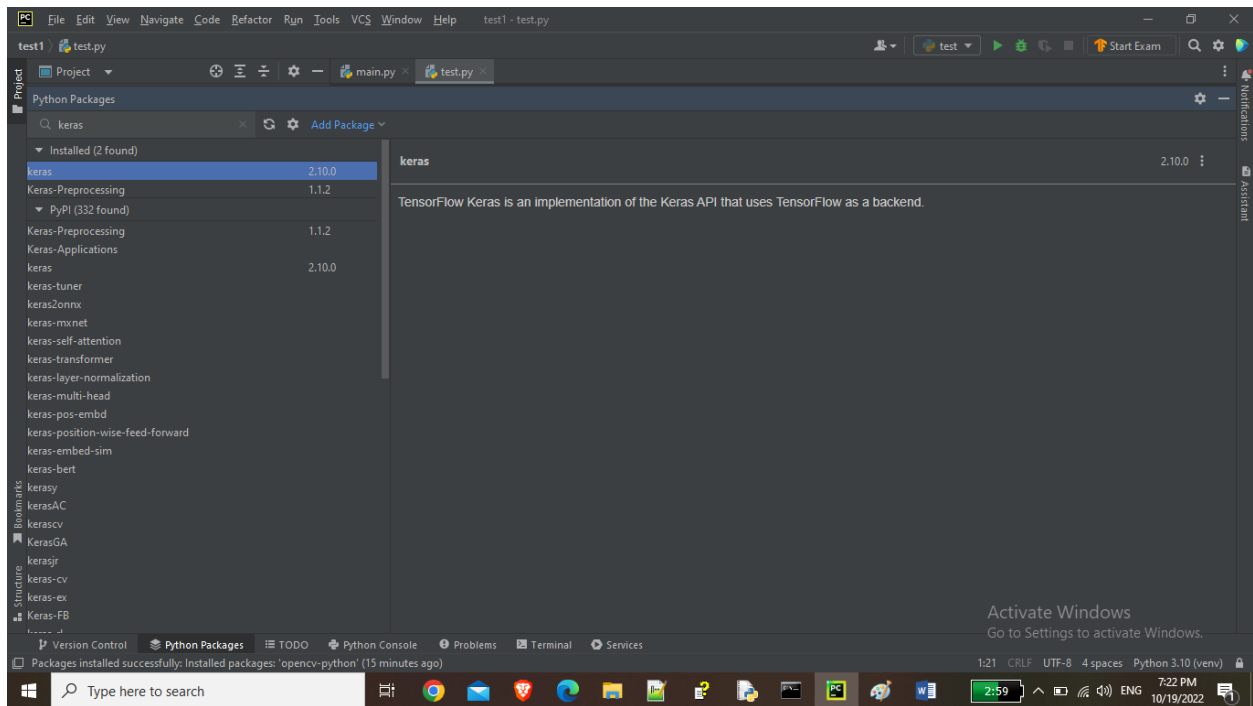 PC File Edit View Navigate Code Refactor Run Tools VCS Window Help test1 - test.py
test1 test.py test Start Exam
Project main.py test.py
Project
Python Packages
Notifications
keras Add Package
Installed (2 found)
keras 2.10.0
Keras-Preprocessing 1.1.2
PyPI (332 found)
Keras-Preprocessing 1.1.2
Keras-Applications
keras 2.10.0
keras-tuner
keras2onnx
keras-mxnet
keras-self-attention
keras-transformer
keras-layer-normalization
keras-multi-head
keras-pos-embd
keras-position-wise-feed-forward
keras-embed-sim
keras-bert
kerasy
kerasAC
kerascv
KerasGA
kerasjr
keras-cv
keras-ex
Keras-FB
keras 2.10.0
TensorFlow Keras is an implementation of the Keras API that uses TensorFlow as a backend.
Assistant
Bookmarks
Structure
Activate Windows
Go to Settings to activate Windows.
Version Control Python Packages TODO Python Console Problems Terminal Services
Packages installed successfully: Installed packages: 'opencv-python' (15 minutes ago) 1:21 CRLF UTF-8 4 spaces Python 3.10 (venv)
Type here to search PC W 2:59 ENG 7:22 PM
10/19/2022
1